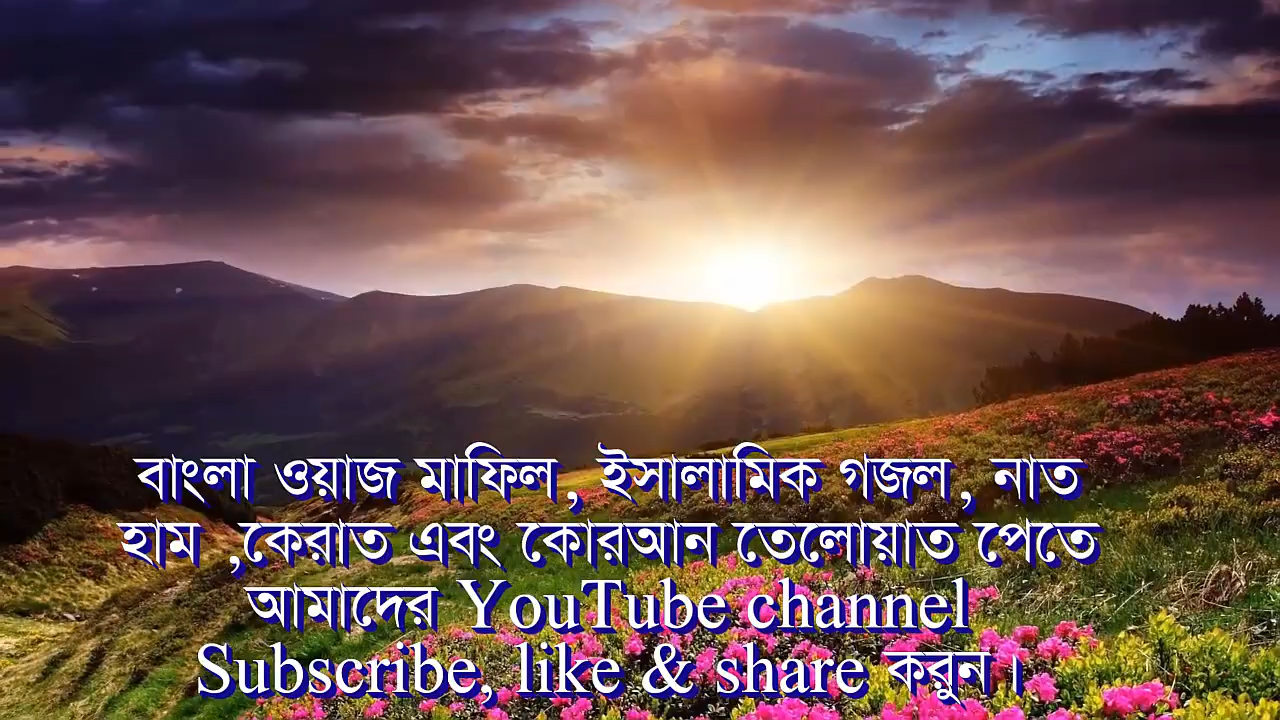 বাংলা ওয়াজ মাফিল, ইসালামিক গজল, নাত
হাম ,কেরাত এবং কোরআন তেলোয়াত পেতে
আমাদের YouTube channel
Subscribe, like & share করুন।